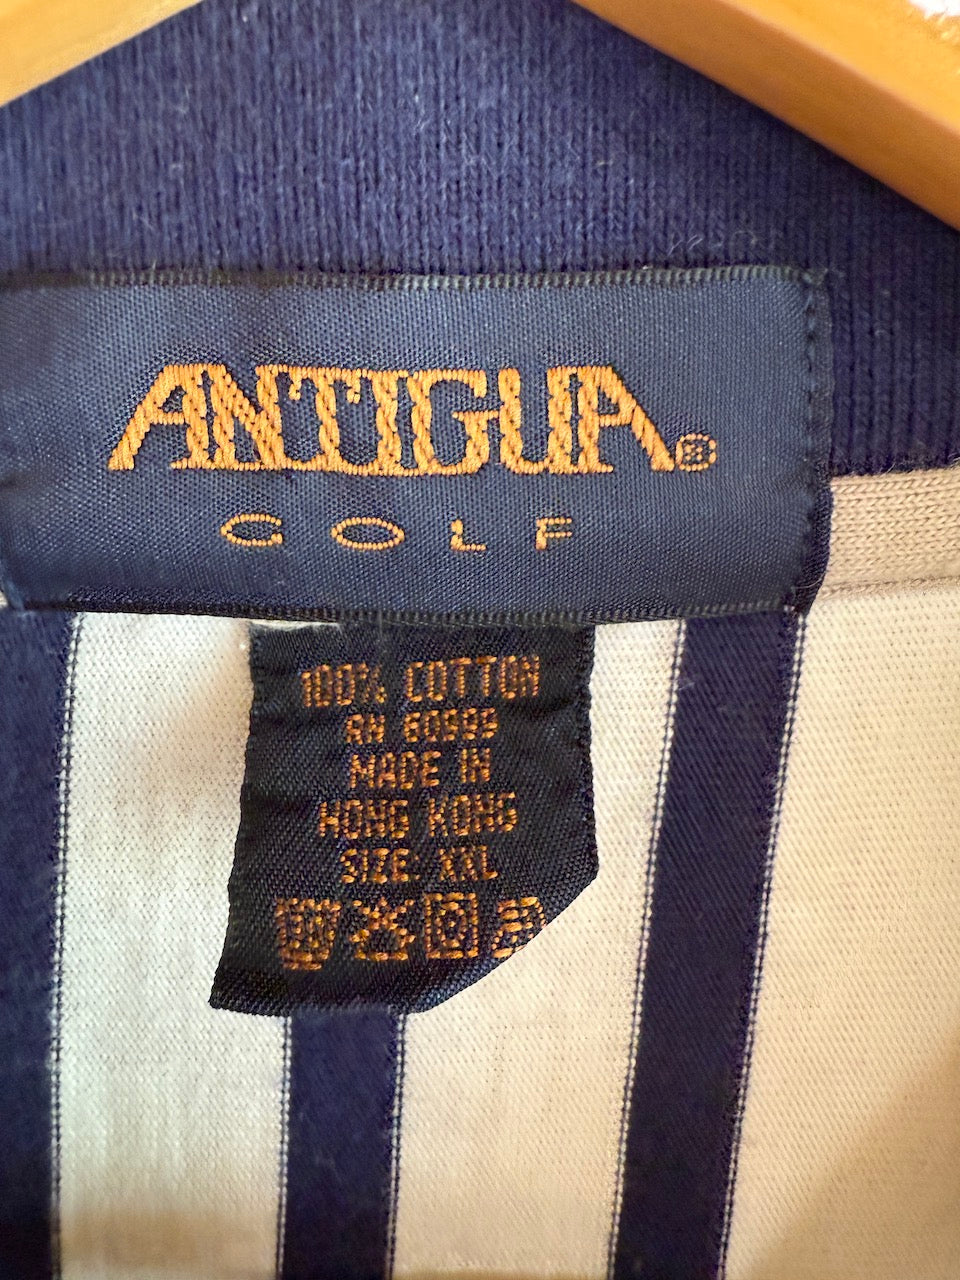 ANTIGUA®
GOLF
100% COTTON
RN 60999
MADE IN
HONG KONG
SIZE: XXL